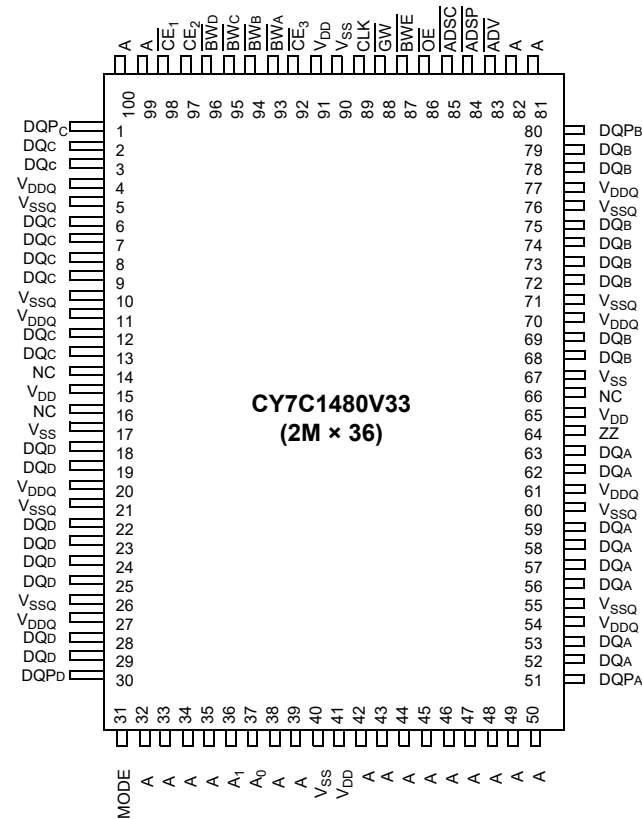 A A CE1 CE2 BWD BWC BWB BWA CE3 VDD VSS CLK GW BWE OE ADSC ADSP ADV A A
100 99 98 97 96 95 94 93 92 91 90 89 88 87 86 85 84 83 82 81
DQPC 1 80 DQPB
DQC 2 79 DQB
DQC 3 78 DQB
VDDQ 4 77 VDDQ
VSSQ 5 76 VSSQ
DQC 6 75 DQB
DQC 7 74 DQB
DQC 8 73 DQB
DQC 9 72 DQB
VSSQ 10 71 VSSQ
VDDQ 11 70 VDDQ
DQC 12 69 DQB
DQC 13 68 DQB
NC 14 67 VSS
VDD 15 66 NC
NC 16 65 VDD
VSS 17 64 ZZ
DQD 18 63 DQA
DQD 19 62 DQA
VDDQ 20 61 VDDQ
VSSQ 21 60 VSSQ
DQD 22 59 DQA
DQD 23 58 DQA
DQD 24 57 DQA
DQD 25 56 DQA
VSSQ 26 55 VSSQ
VDDQ 27 54 VDDQ
DQD 28 53 DQA
DQD 29 52 DQA
DQPD 30 51 DQPA
CY7C1480V33
(2M × 36)
31 32 33 34 35 36 37 38 39 40 41 42 43 44 45 46 47 48 49 50
MODE A A A A A1 A0 A A VSS VDD A A A A A A A A A